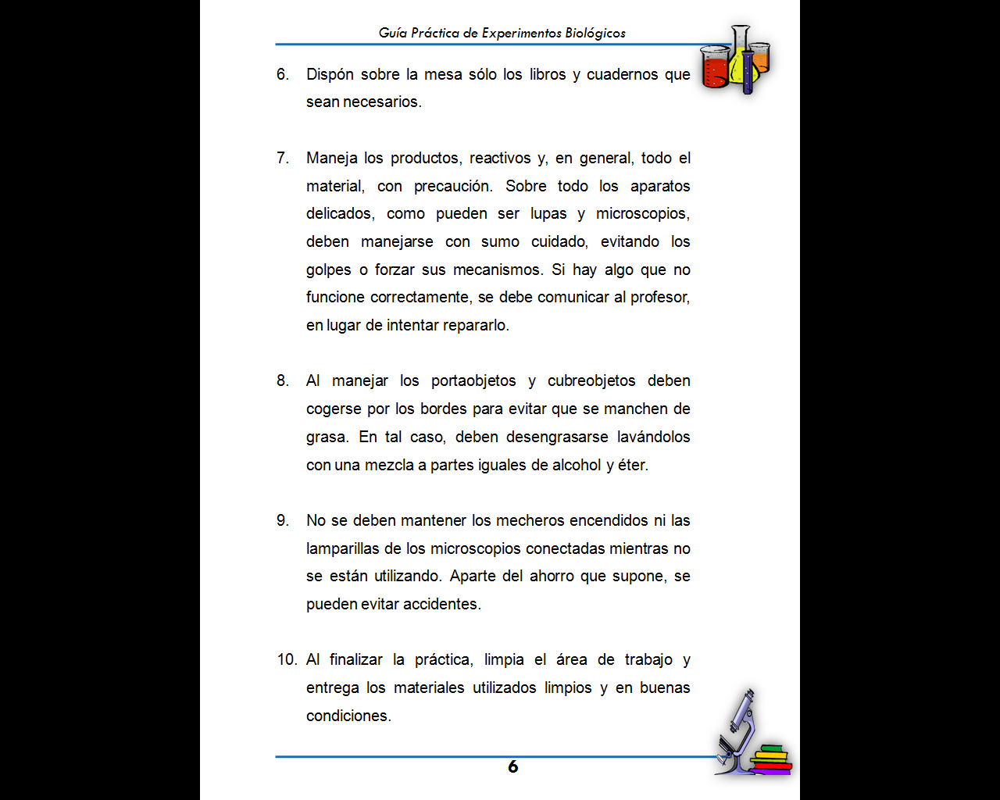 Guía Práctica de Experimentos Biológicos
6. Dispón sobre la mesa sólo los libros y cuadernos que
sean necesarios.
7. Maneja los productos, reactivos y, en general, todo el
material, con precaución. Sobre todo los aparatos
delicados, como pueden ser lupas y microscopios,
deben manejarse con sumo cuidado, evitando los
golpes o forzar sus mecanismos. Si hay algo que no
funcione correctamente, se debe comunicar al profesor,
en lugar de intentar repararlo.
8. Al manejar los portaobjetos y cubreobjetos deben
cogerse por los bordes para evitar que se manchen de
grasa. En tal caso, deben desengrasarse lavándolos
con una mezcla a partes iguales de alcohol y éter.
9. No se deben mantener los mecheros encendidos ni las
lamparillas de los microscopios conectadas mientras no
se están utilizando. Aparte del ahorro que supone, se
pueden evitar accidentes.
10. Al finalizar la práctica, limpia el área de trabajo y
entrega los materiales utilizados limpios y en buenas
condiciones.
6